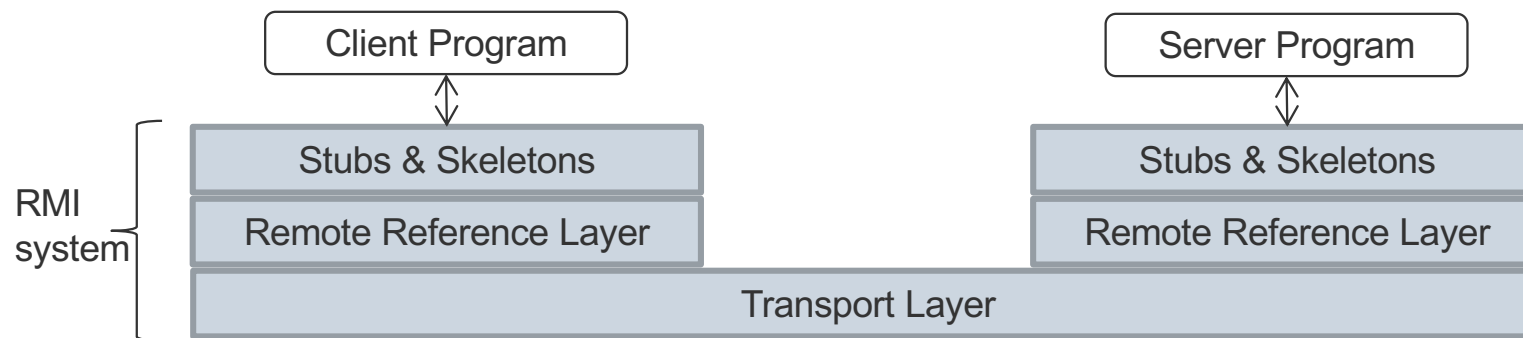 Client Program
Server Program
Stubs & Skeletons
Stubs & Skeletons
RMI
system
Remote Reference Layer
Remote Reference Layer
Transport Layer